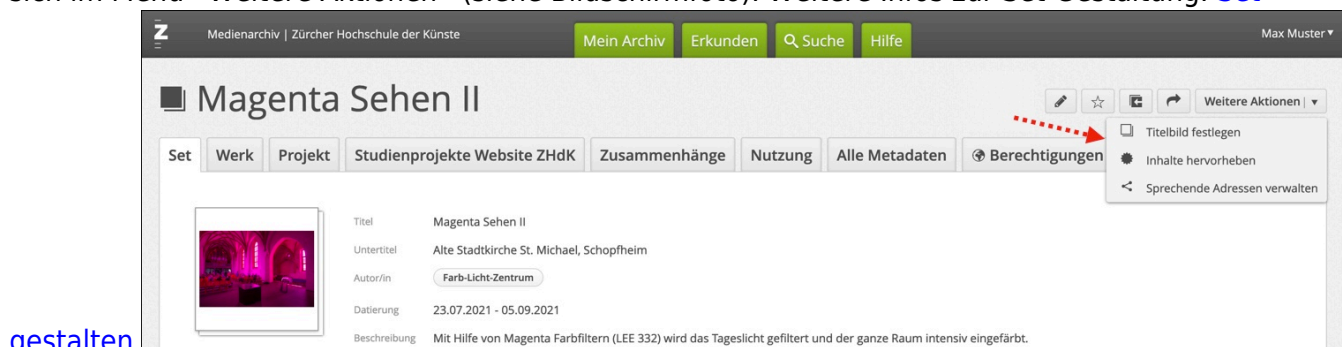 sich im Menü "Weitere Aktionen" (siehe Bildschirmfoto). Weitere Infos zur Set-Gestaltung: Set
Z Medienarchiv | Zürcher Hochschule der Künste Mein Archiv Erkunden Suche Hilfe Max Muster
Magenta Sehen II
Weitere Aktionen
Titelbild festlegen
Set Werk Projekt Studienprojekte Website ZHdK Zusammenhänge Nutzung Alle Metadaten Berechtigungen
Inhalte hervorheben
Sprechende Adressen verwalten
Titel Magenta Sehen II
Untertitel Alte Stadtkirche St. Michael, Schopfheim
Autor/in Farb-Licht-Zentrum
Datierung 23.07.2021 - 05.09.2021
Beschreibung Mit Hilfe von Magenta Farbfiltern (LEE 332) wird das Tageslicht gefiltert und der ganze Raum intensiv eingefärbt.
gestalten